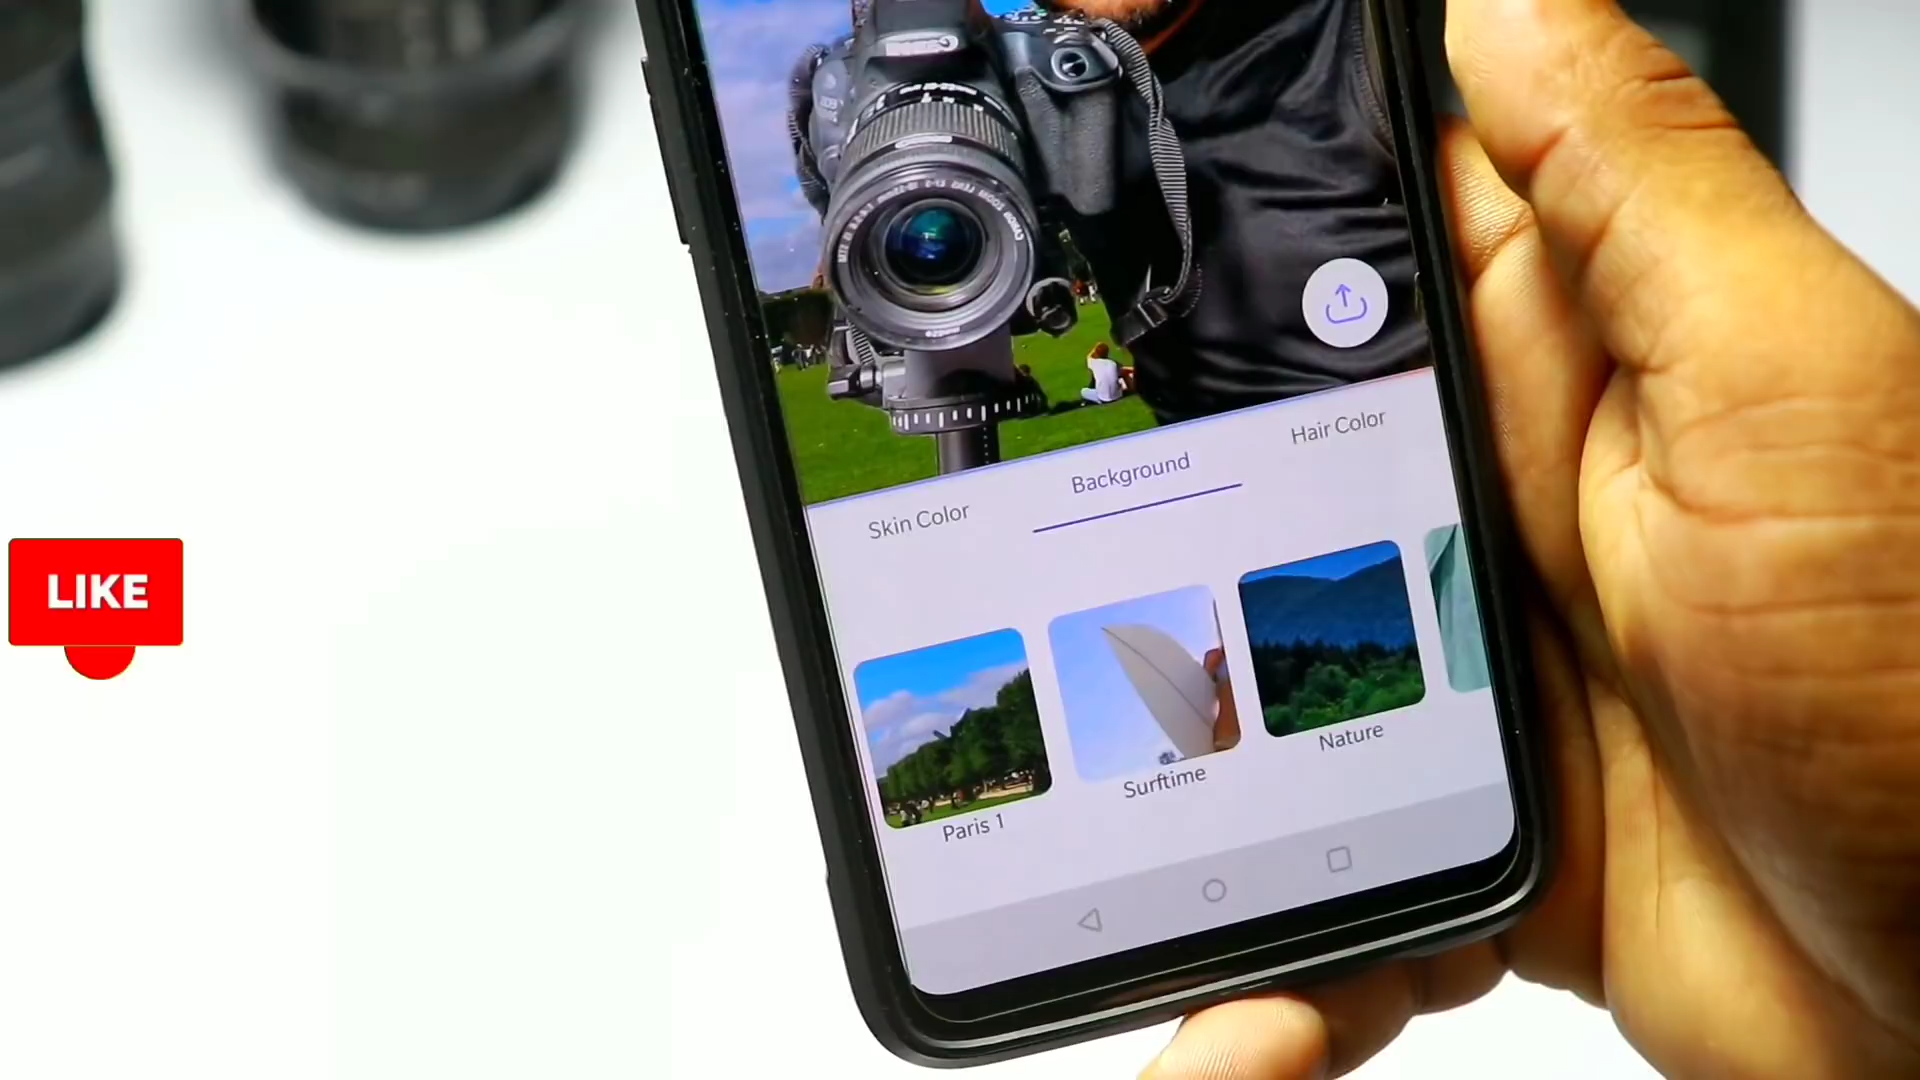 LIKE
Skin Color
Background
Hair Color
Paris 1
Surftime
Nature